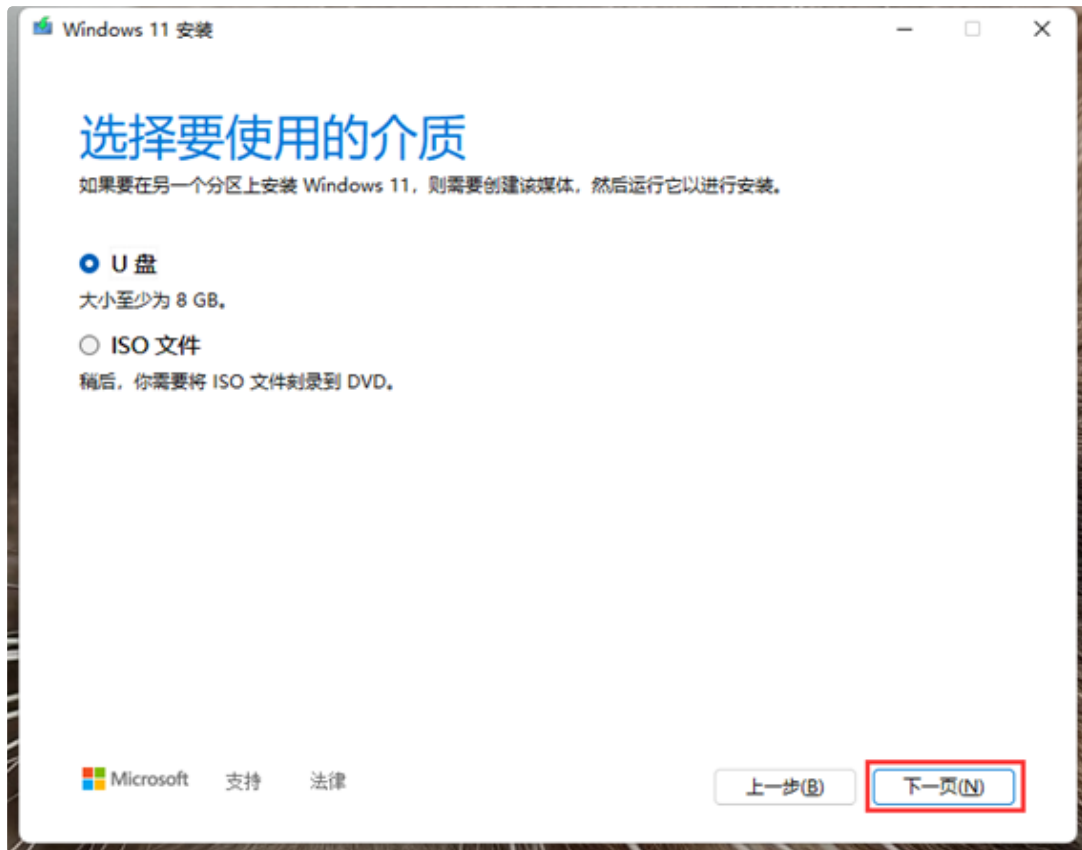 Windows 11 安装
选择要使用的介质
如果要在另一个分区上安装 Windows 11，则需要创建该媒体，然后运行它以进行安装。
U 盘
大小至少为 8 GB。
ISO 文件
稍后，你需要将 ISO 文件刻录到 DVD。
Microsoft 支持 法律 上一步(B) 下一页(N)